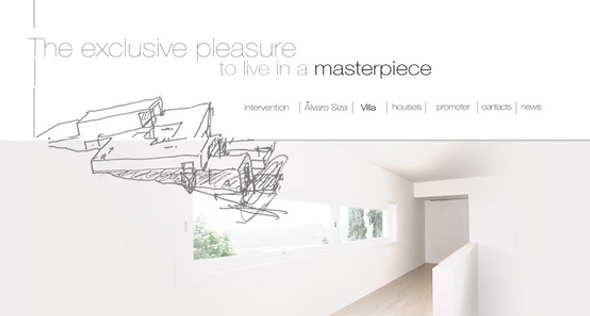 The exclusive pleasure
to live in a masterpiece
intervention | Álvaro Siza | Villa | houses | promoter | contacts | news